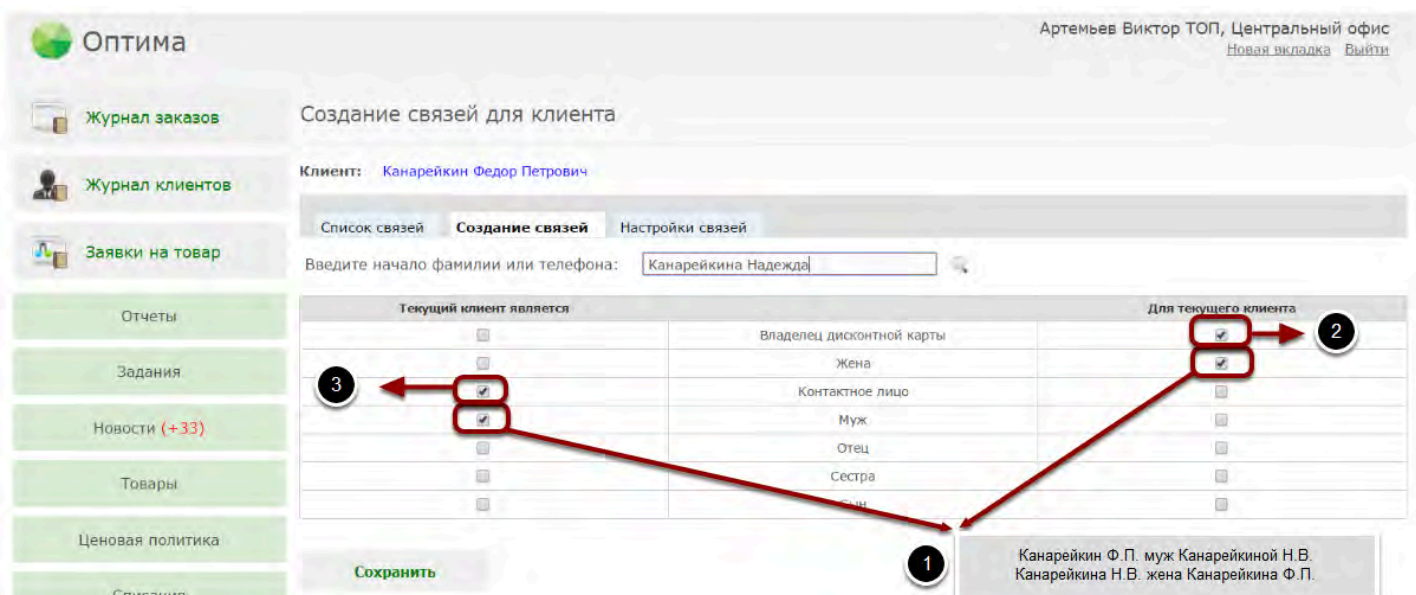 Оптима
Артемьев Виктор ТОП, Центральный офис
Новая вкладка Выйти
Журнал заказов
Журнал клиентов
Заявки на товар
Отчеты
Задания
Новости (+33)
Товары
Ценовая политика
Списания
Создание связей для клиента
Клиент: Канарейкин Федор Петрович
Список связей Создание связей Настройки связей
Введите начало фамилии или телефона: Канарейкина Надежда
Текущий клиент является Для текущего клиента
Владелец дисконтной карты 2
Жена
3 Контактное лицо
Муж
Отец
Сестра
Сын
1
Канарейкин Ф.П. муж Канарейкиной Н.В.
Канарейкина Н.В. жена Канарейкина Ф.П.
Сохранить